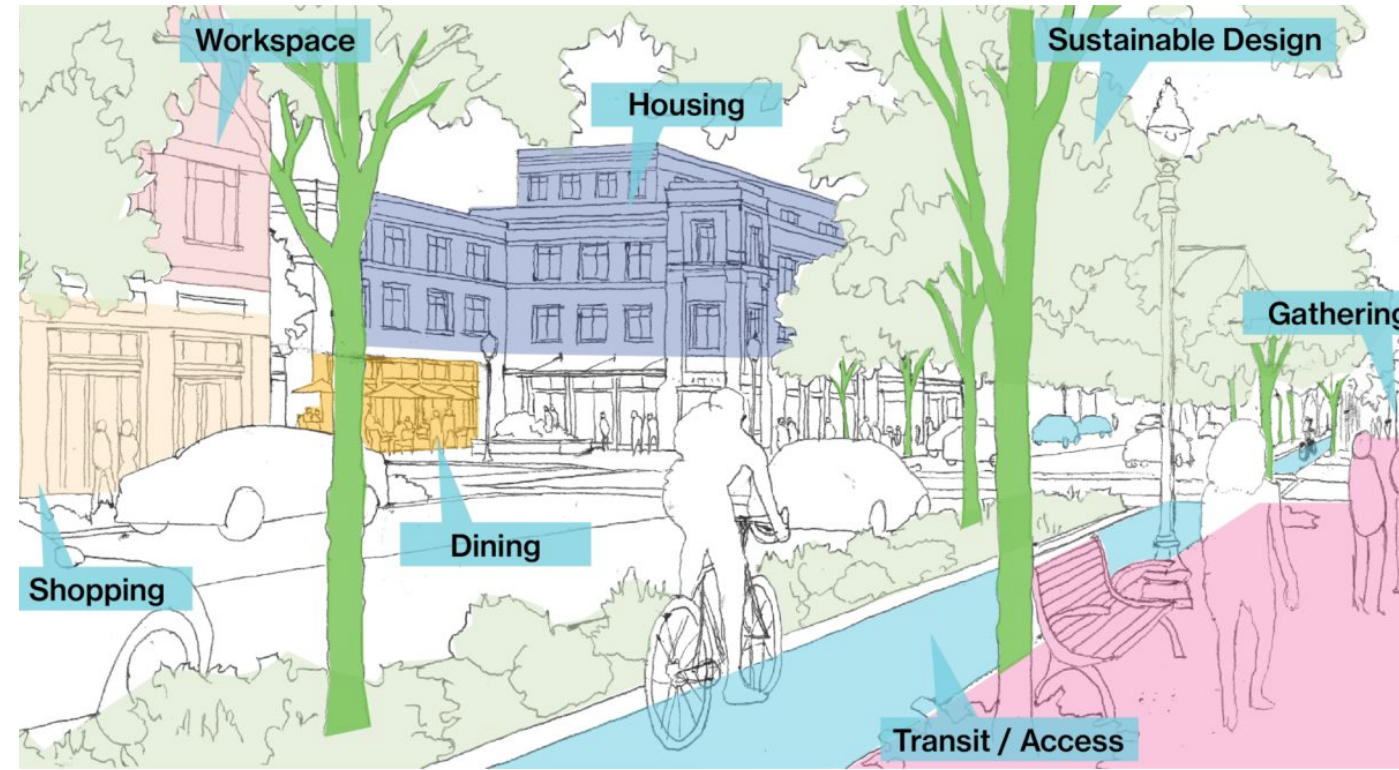 Workspace
Sustainable Design
Housing
Gathering
Dining
Shopping
Transit / Access